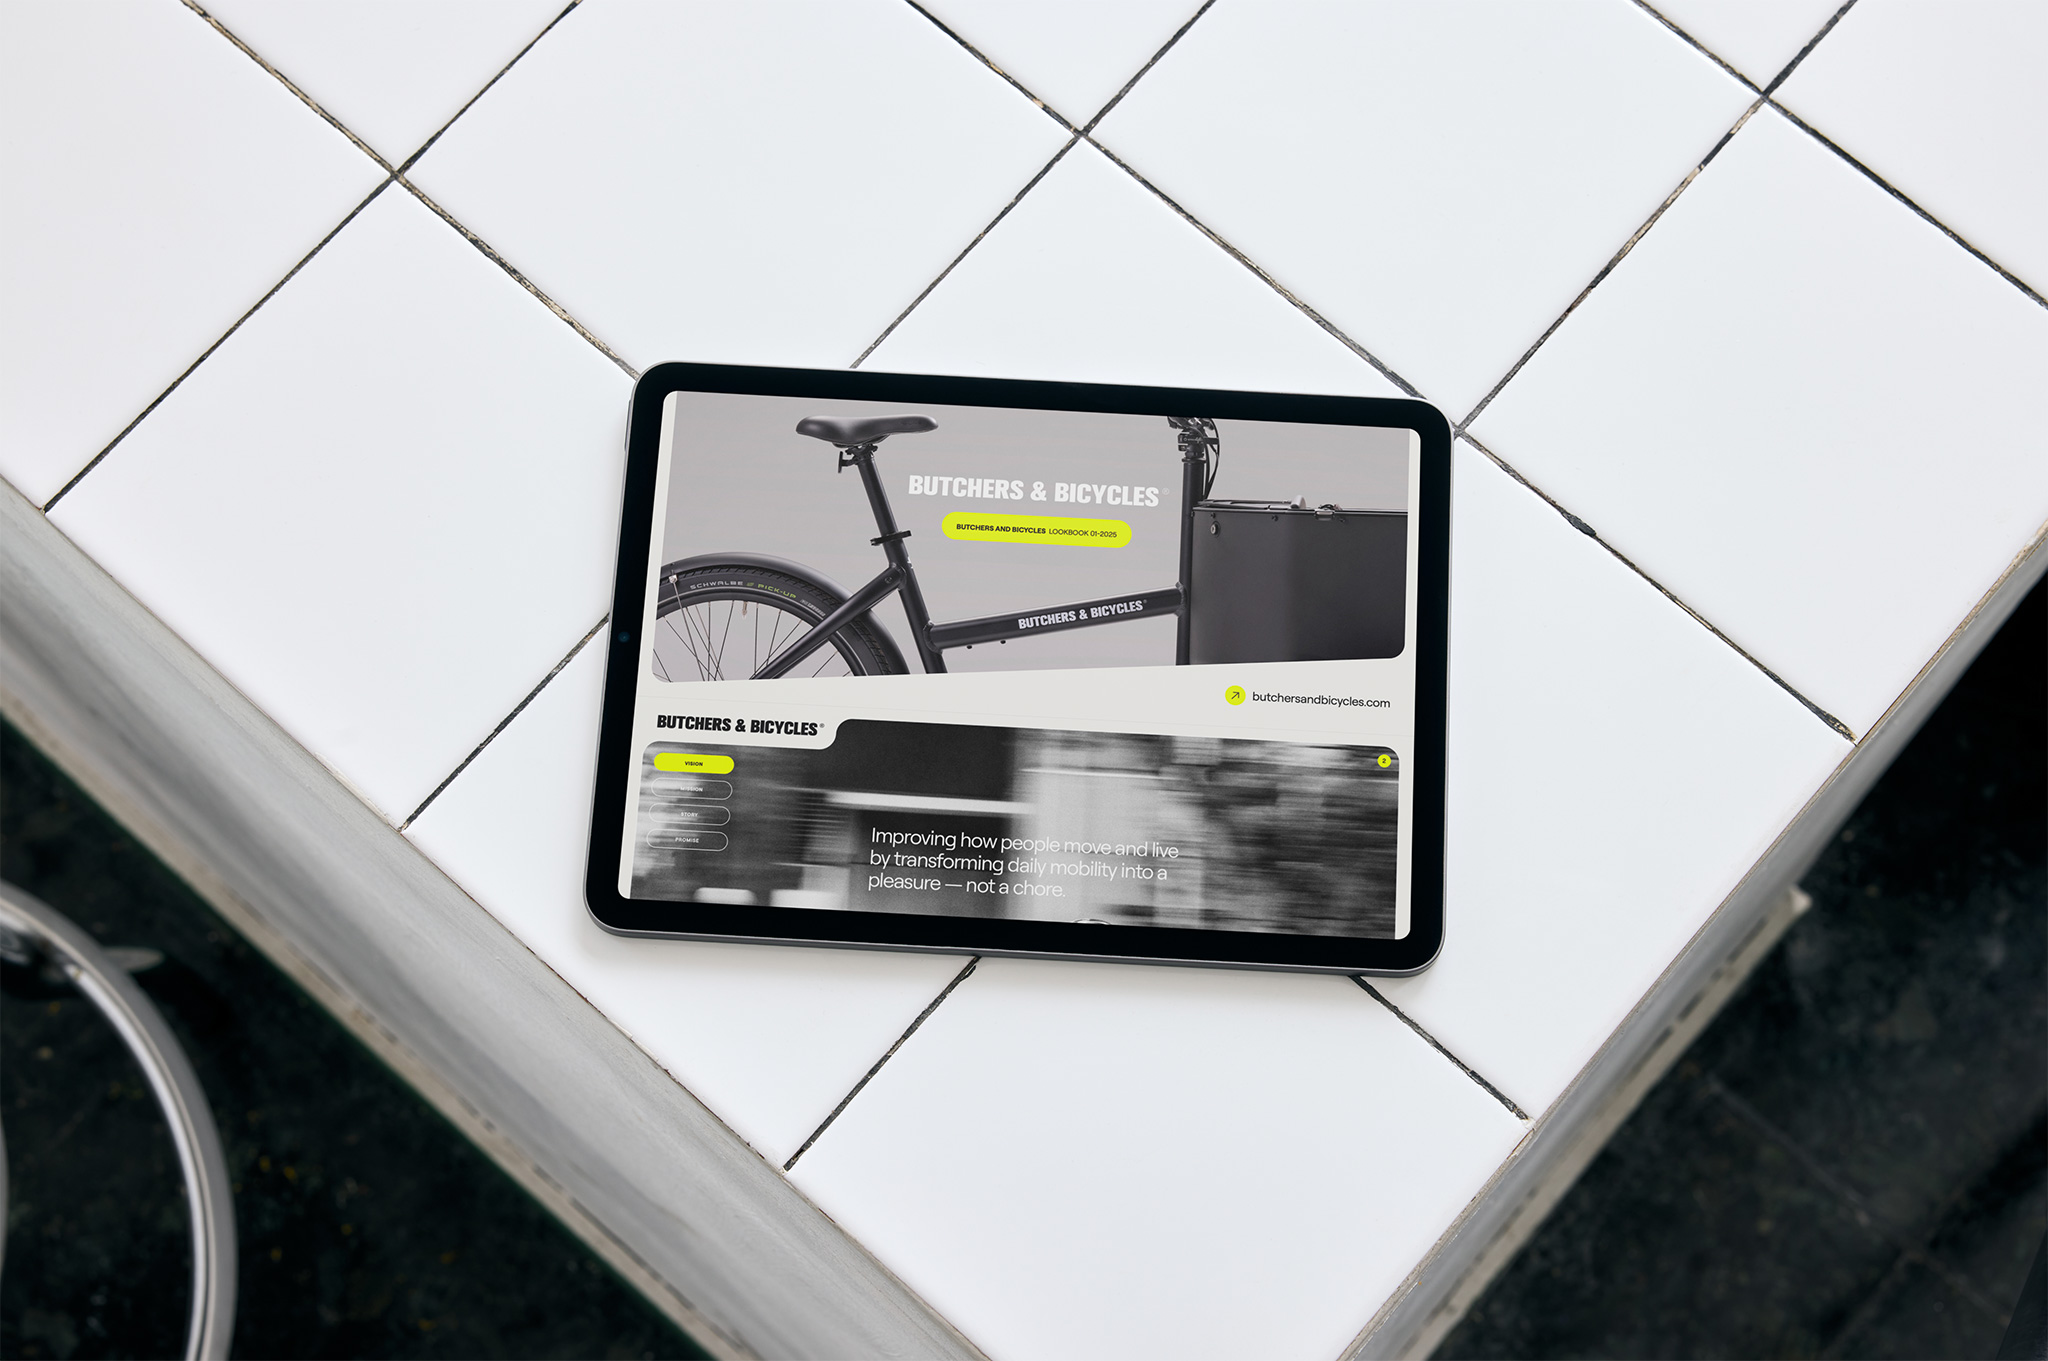 BUTCHERS & BICYCLES®
BUTCHERS AND BICYCLES LOOKBOOK 01-2025
SCHWALBE PICK-UP
BUTCHERS & BICYCLES
butchersandbicycles.com
BUTCHERS & BICYCLES®
2
VISION
MISSION
STORY
PROMISE
Improving how people move and live
by transforming daily mobility into a
pleasure — not a chore.